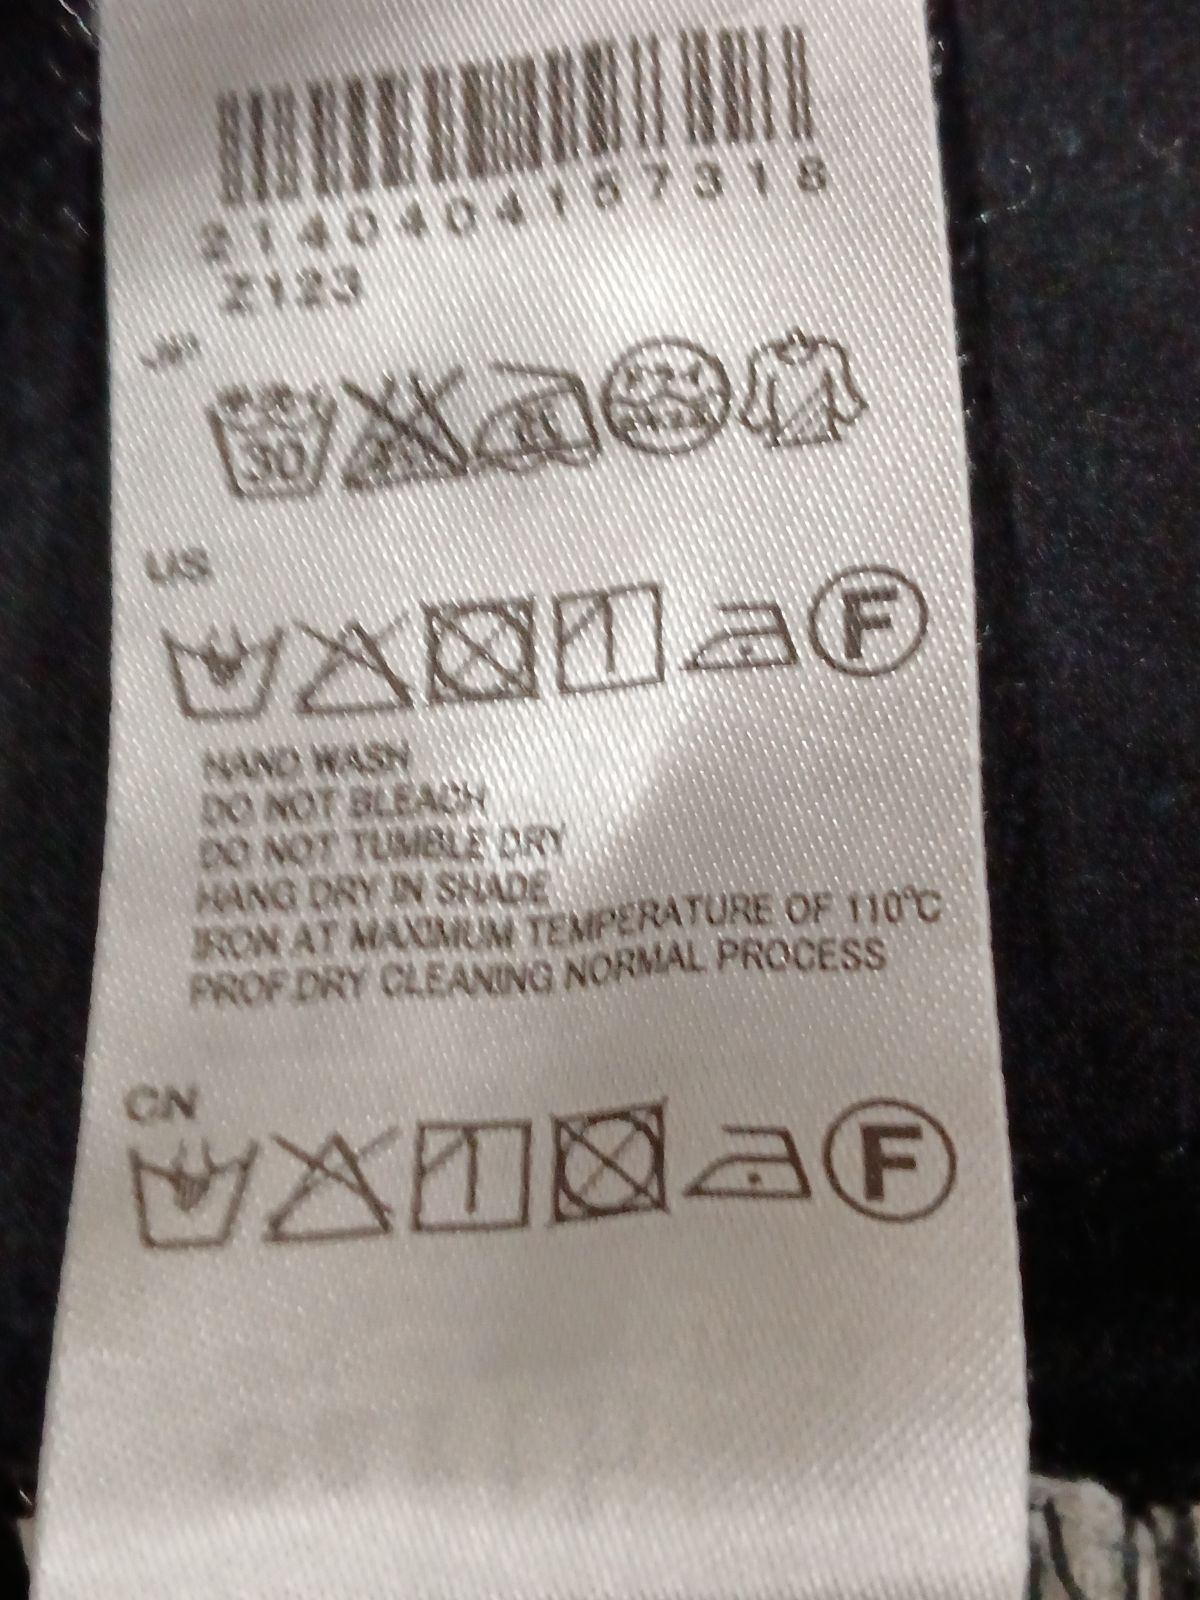 2140404157318
Z123
JP
30
US
F
HAND WASH
DO NOT BLEACH
DO NOT TUMBLE DRY
HANG DRY IN SHADE
IRON AT MAXIMUM TEMPERATURE OF 110°C
PROF.DRY CLEANING NORMAL PROCESS
CN
F